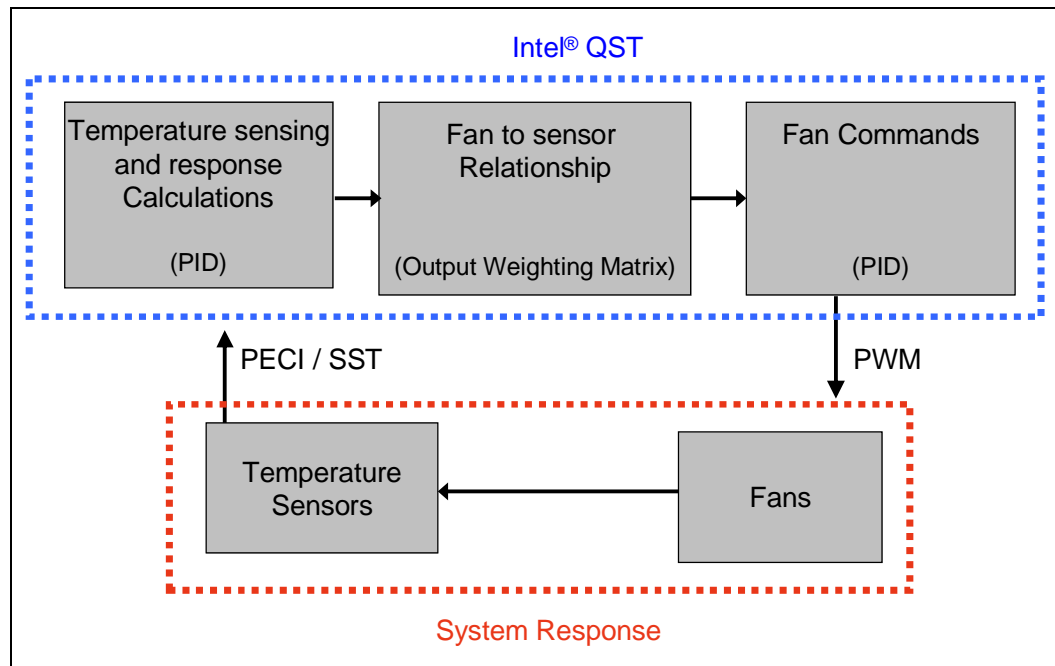 Intel® QST
Temperature sensing
and response
Calculations
(PID)
Fan to sensor
Relationship
(Output Weighting Matrix)
Fan Commands
(PID)
PECI / SST
PWM
Temperature
Sensors
Fans
System Response